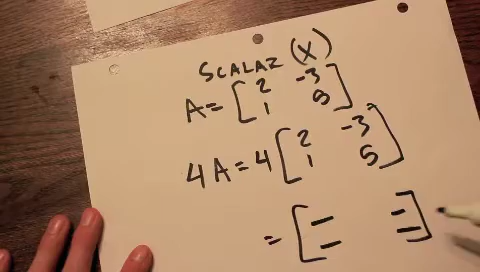 SCALAR (X)
A = [ 2 -3
1 5 ]
4A = 4 [ 2 -3
1 5 ]
= [ _ _
_ _ ]